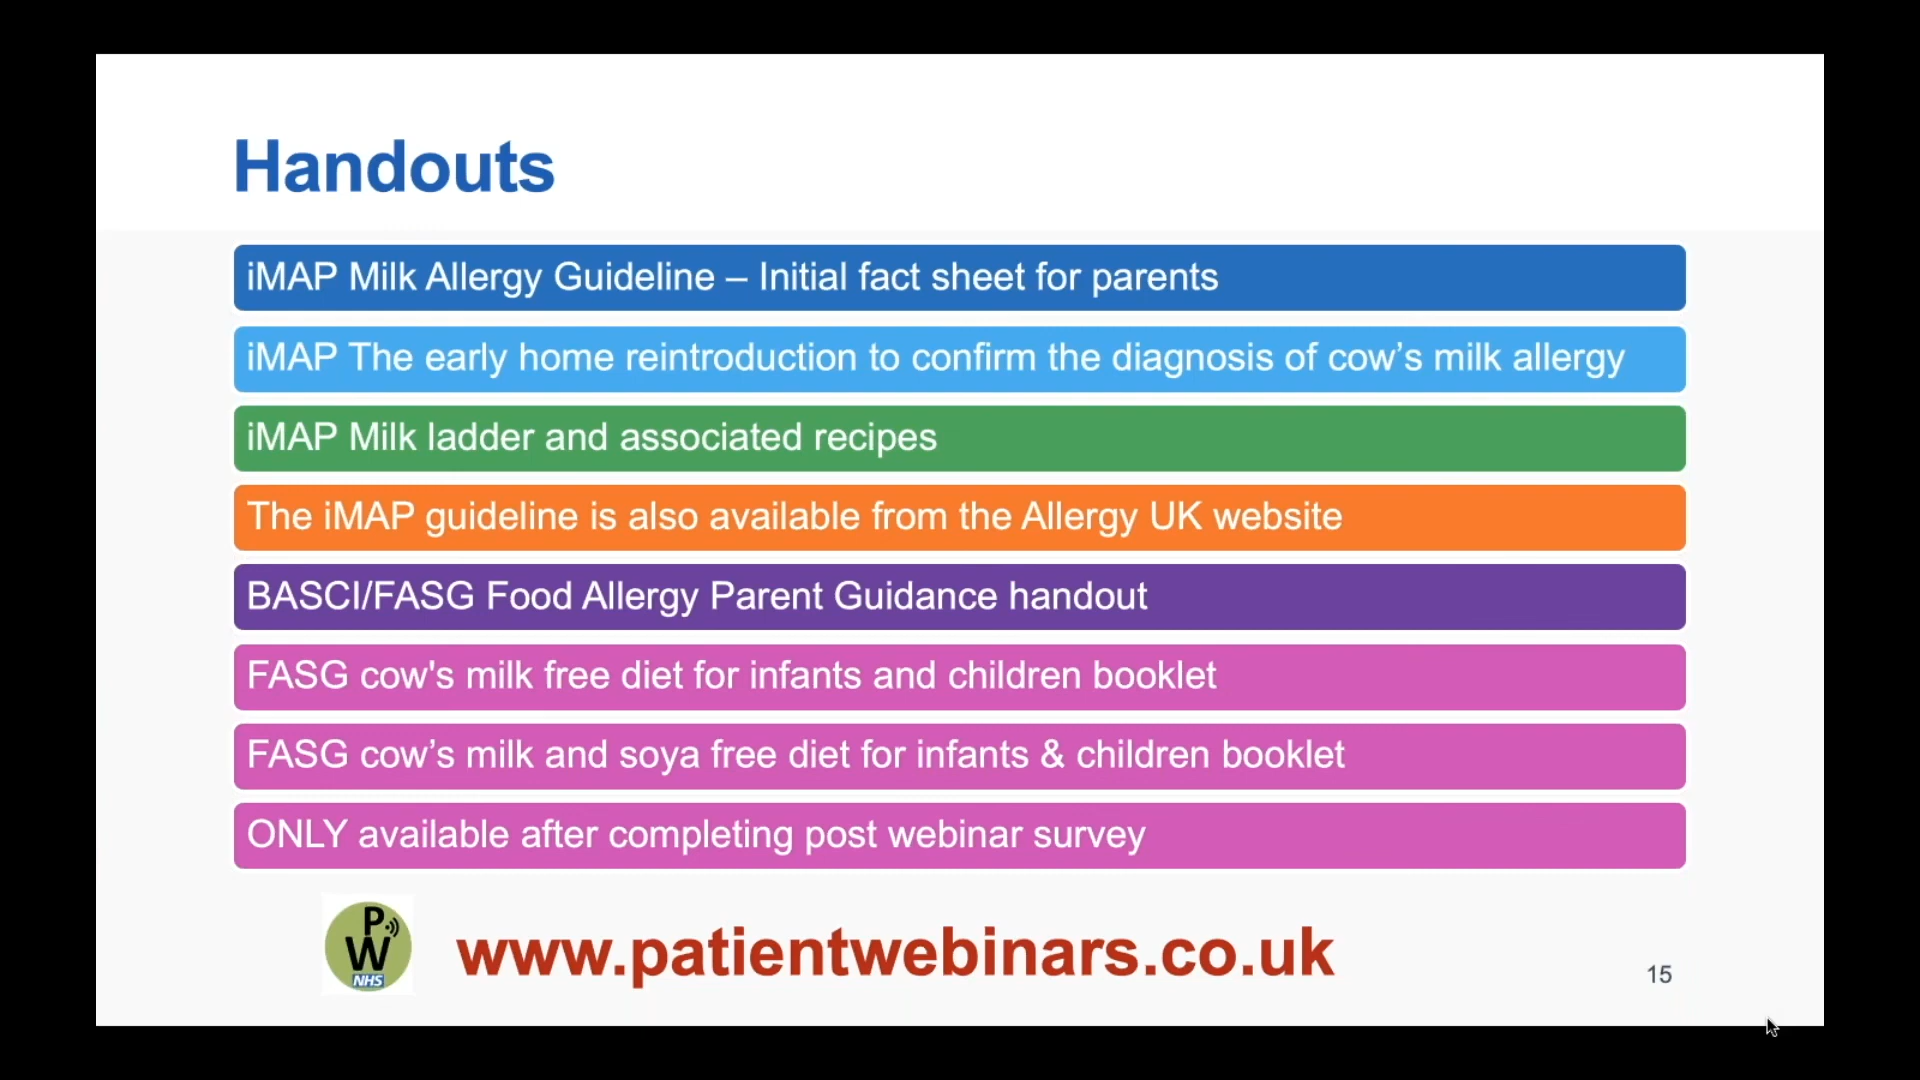 Handouts
iMAP Milk Allergy Guideline – Initial fact sheet for parents
iMAP The early home reintroduction to confirm the diagnosis of cow’s milk allergy
iMAP Milk ladder and associated recipes
The iMAP guideline is also available from the Allergy UK website
BASCI/FASG Food Allergy Parent Guidance handout
FASG cow's milk free diet for infants and children booklet
FASG cow’s milk and soya free diet for infants & children booklet
ONLY available after completing post webinar survey
P
W
NHS
www.patientwebinars.co.uk
15